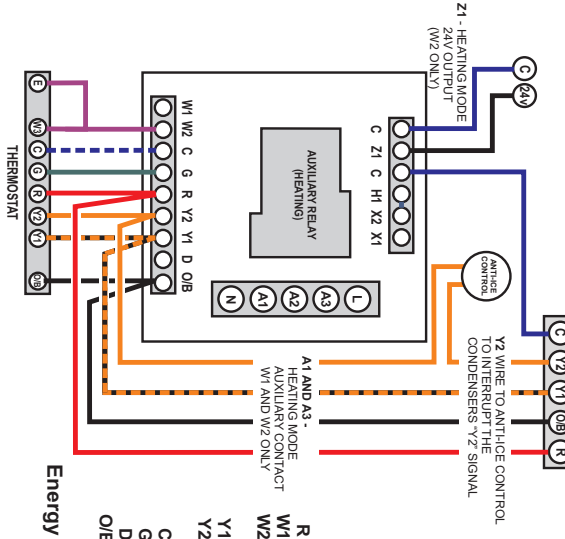 Z1 - HEATING MODE
24V OUTPUT
(W2 ONLY)
C
24v
C
Z1
C
H1
X2
X1
AUXILIARY RELAY
(HEATING)
W1
W2
C
G
R
Y2
Y1
D
O/B
N
A1
A2
A3
L
E
W3
C
G
R
Y2
Y1
O/B
THERMOSTAT
ANTI-ICE
CONTROL
C
Y2
Y1
O/B
R
Y2 WIRE TO ANTI-ICE CONTROL
TO INTERRUPT THE
CONDENSERS "Y2" SIGNAL
A1 AND A3 -
HEATING MODE
AUXILIARY CONTACT
W1 AND W2 ONLY
R
W1
W2
Y1
Y2
C
G
D
O/B
Energy